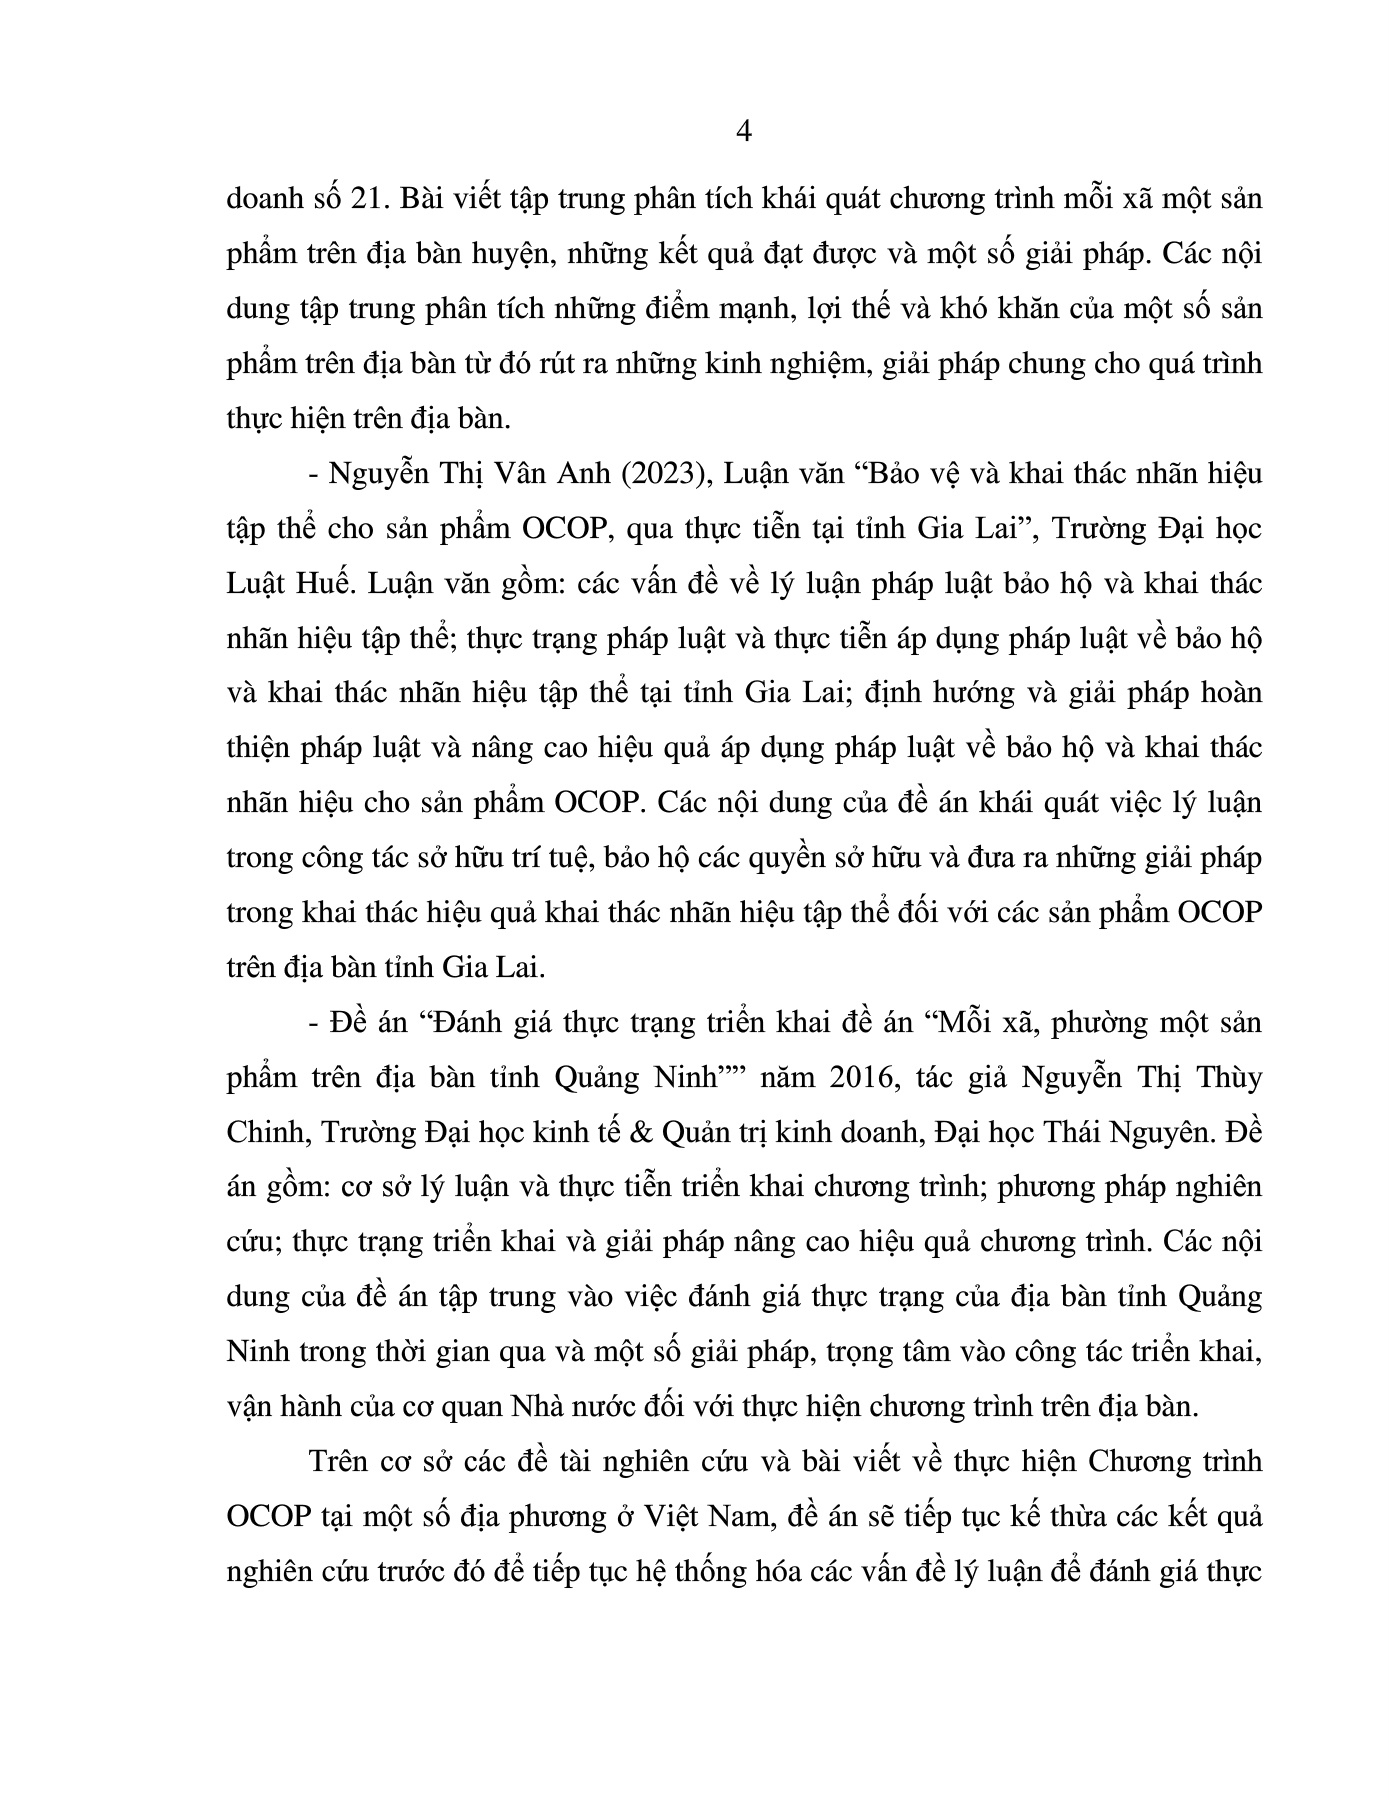 4
doanh số 21. Bài viết tập trung phân tích khái quát chương trình mỗi xã một sản
phẩm trên địa bàn huyện, những kết quả đạt được và một số giải pháp. Các nội
dung tập trung phân tích những điểm mạnh, lợi thế và khó khăn của một số sản
phẩm trên địa bàn từ đó rút ra những kinh nghiệm, giải pháp chung cho quá trình
thực hiện trên địa bàn.
- Nguyễn Thị Vân Anh (2023), Luận văn “Bảo vệ và khai thác nhãn hiệu
tập thể cho sản phẩm OCOP, qua thực tiễn tại tỉnh Gia Lai”, Trường Đại học
Luật Huế. Luận văn gồm: các vấn đề về lý luận pháp luật bảo hộ và khai thác
nhãn hiệu tập thể; thực trạng pháp luật và thực tiễn áp dụng pháp luật về bảo hộ
và khai thác nhãn hiệu tập thể tại tỉnh Gia Lai; định hướng và giải pháp hoàn
thiện pháp luật và nâng cao hiệu quả áp dụng pháp luật về bảo hộ và khai thác
nhãn hiệu cho sản phẩm OCOP. Các nội dung của đề án khái quát việc lý luận
trong công tác sở hữu trí tuệ, bảo hộ các quyền sở hữu và đưa ra những giải pháp
trong khai thác hiệu quả khai thác nhãn hiệu tập thể đối với các sản phẩm OCOP
trên địa bàn tỉnh Gia Lai.
- Đề án “Đánh giá thực trạng triển khai đề án “Mỗi xã, phường một sản
phẩm trên địa bàn tỉnh Quảng Ninh”” năm 2016, tác giả Nguyễn Thị Thùy
Chinh, Trường Đại học kinh tế & Quản trị kinh doanh, Đại học Thái Nguyên. Đề
án gồm: cơ sở lý luận và thực tiễn triển khai chương trình; phương pháp nghiên
cứu; thực trạng triển khai và giải pháp nâng cao hiệu quả chương trình. Các nội
dung của đề án tập trung vào việc đánh giá thực trạng của địa bàn tỉnh Quảng
Ninh trong thời gian qua và một số giải pháp, trọng tâm vào công tác triển khai,
vận hành của cơ quan Nhà nước đối với thực hiện chương trình trên địa bàn.
Trên cơ sở các đề tài nghiên cứu và bài viết về thực hiện Chương trình
OCOP tại một số địa phương ở Việt Nam, đề án sẽ tiếp tục kế thừa các kết quả
nghiên cứu trước đó để tiếp tục hệ thống hóa các vấn đề lý luận để đánh giá thực